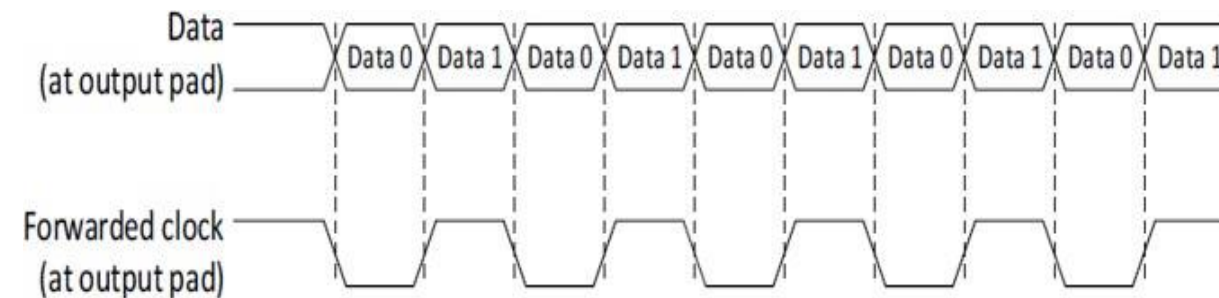 Data
(at output pad)
Data 0 Data 1 Data 0 Data 1 Data 0 Data 1 Data 0 Data 1 Data 0 Data 1
Forwarded clock
(at output pad)